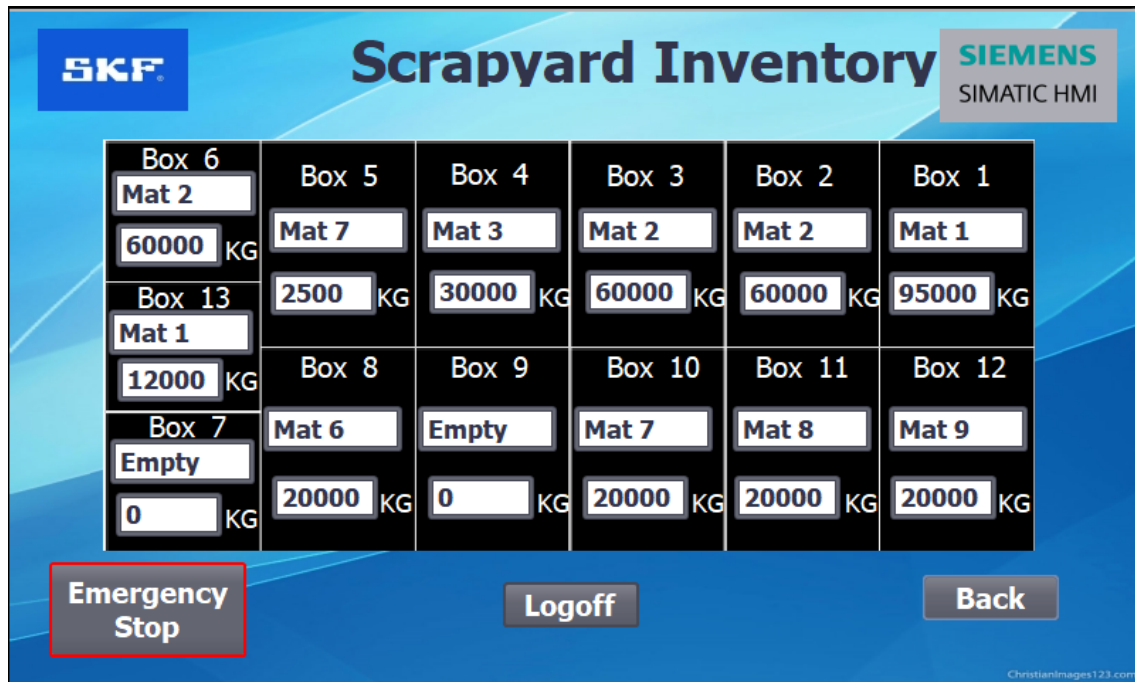 SKF.
Scrapyard Inventory
SIEMENS
SIMATIC HMI
Box 6
Mat 2
60000 KG
Box 5
Mat 7
2500 KG
Box 4
Mat 3
30000 KG
Box 3
Mat 2
60000 KG
Box 2
Mat 2
60000 KG
Box 1
Mat 1
95000 KG
Box 13
Mat 1
12000 KG
Box 7
Empty
0 KG
Box 8
Mat 6
20000 KG
Box 9
Empty
0 KG
Box 10
Mat 7
20000 KG
Box 11
Mat 8
20000 KG
Box 12
Mat 9
20000 KG
Emergency
Stop
Logoff
Back
ChristianImages123.com